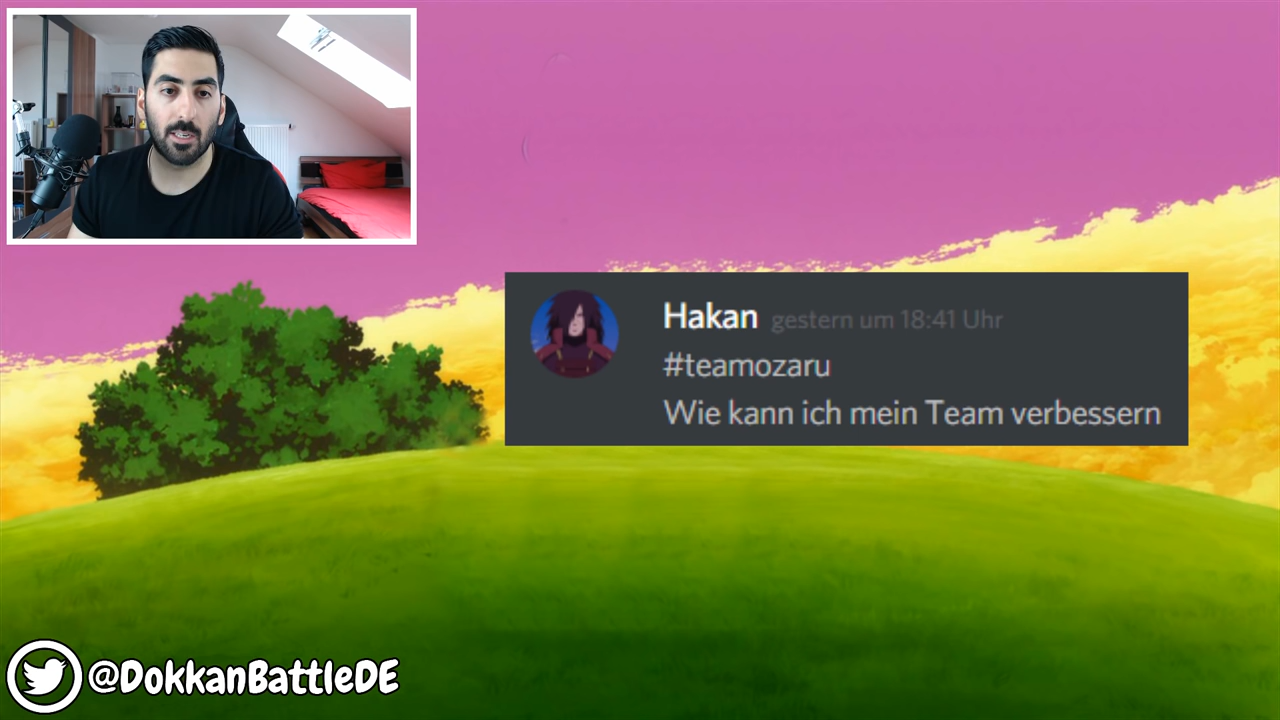 Hakan gestern um 18:41 Uhr
#teamozaru
Wie kann ich mein Team verbessern
@DokkanBattleDE